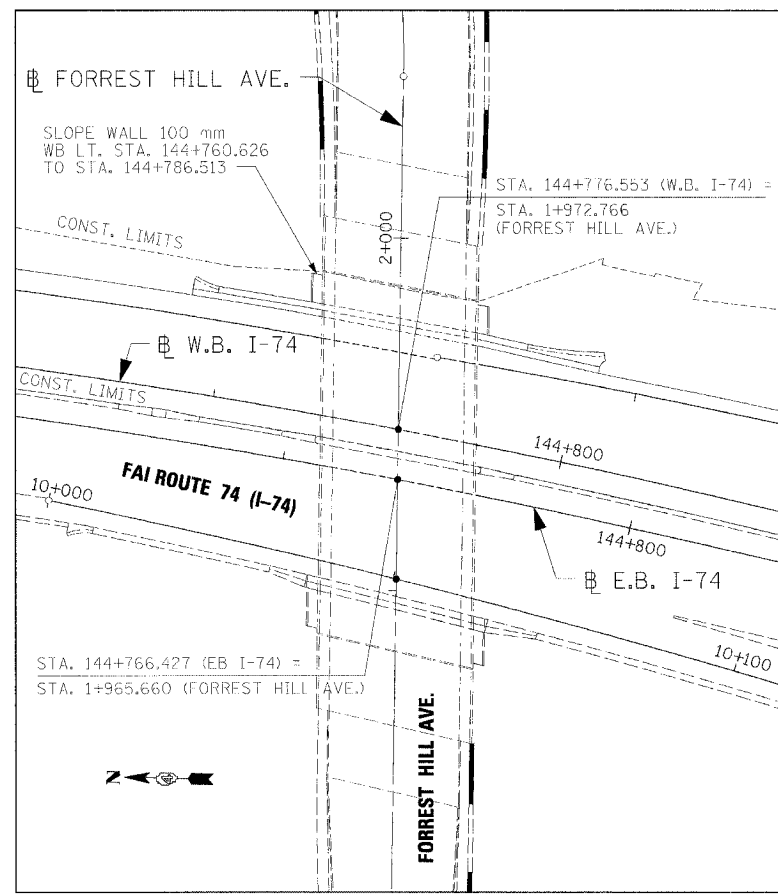 B FORREST HILL AVE.
SLOPE WALL 100 mm
WB LT. STA. 144+760.626
TO STA. 144+786.513
STA. 144+776.553 (W.B. I-74) =
STA. 1+972.766
(FORREST HILL AVE.)
CONST. LIMITS
2+000
B W.B. I-74
CONST. LIMITS
144+800
FAI ROUTE 74 (I-74)
10+000
144+800
B E.B. I-74
STA. 144+766.427 (EB I-74) =
STA. 1+965.660 (FORREST HILL AVE.)
10+100
FORREST HILL AVE.
N